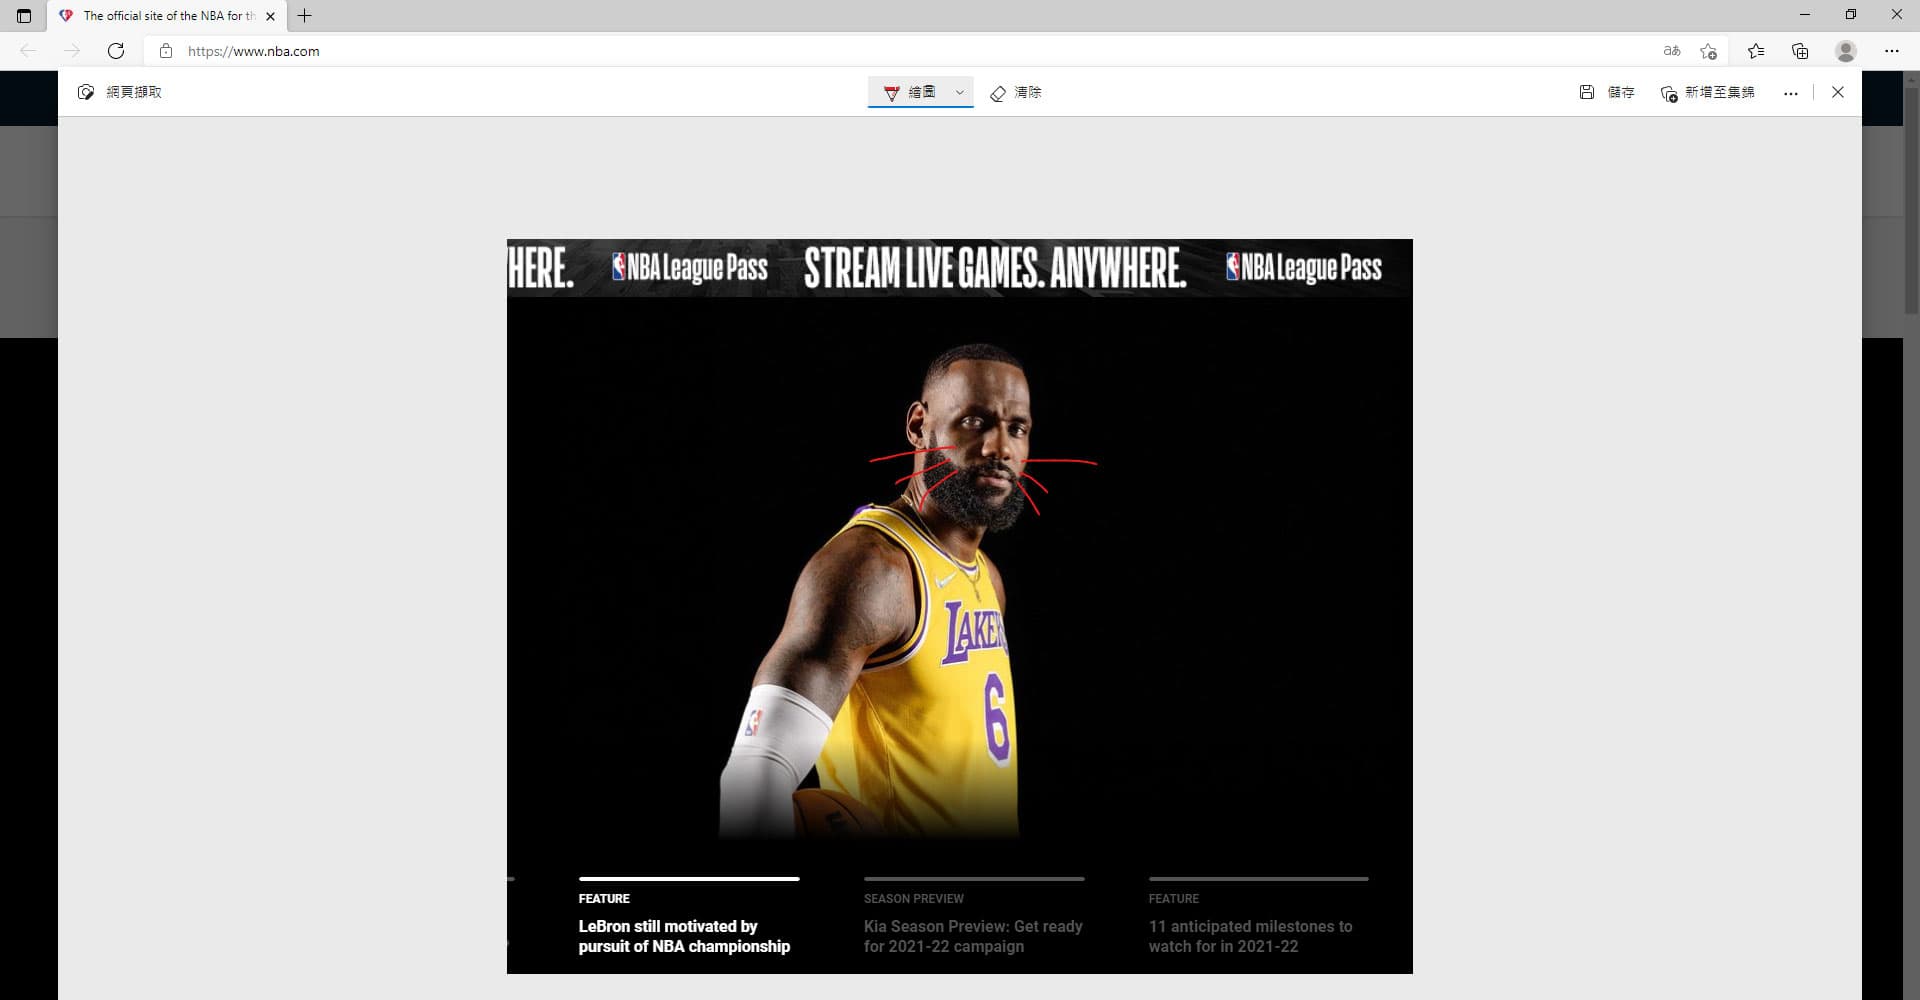 The official site of the NBA for th
https://www.nba.com
aあ
網頁擷取
繪圖
清除
儲存
新增至集錦
HERE.
NBA League Pass
STREAM LIVE GAMES. ANYWHERE.
NBA League Pass
LAKE
6
FEATURE
LeBron still motivated by
pursuit of NBA championship
SEASON PREVIEW
Kia Season Preview: Get ready
for 2021-22 campaign
FEATURE
11 anticipated milestones to
watch for in 2021-22